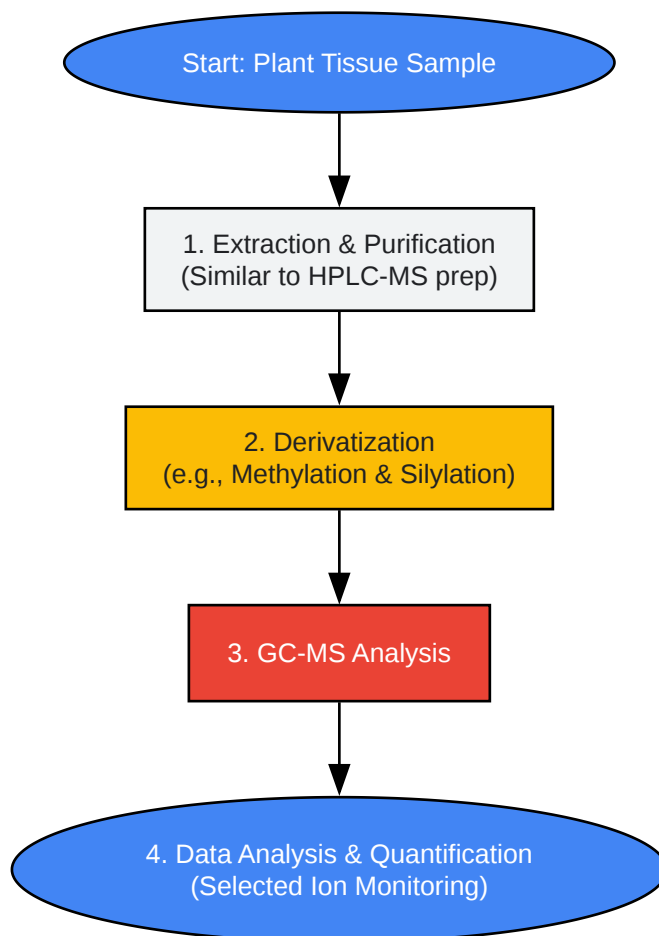 Start: Plant Tissue Sample
1. Extraction & Purification
(Similar to HPLC-MS prep)
2. Derivatization
(e.g., Methylation & Silylation)
3. GC-MS Analysis
4. Data Analysis & Quantification
(Selected Ion Monitoring)